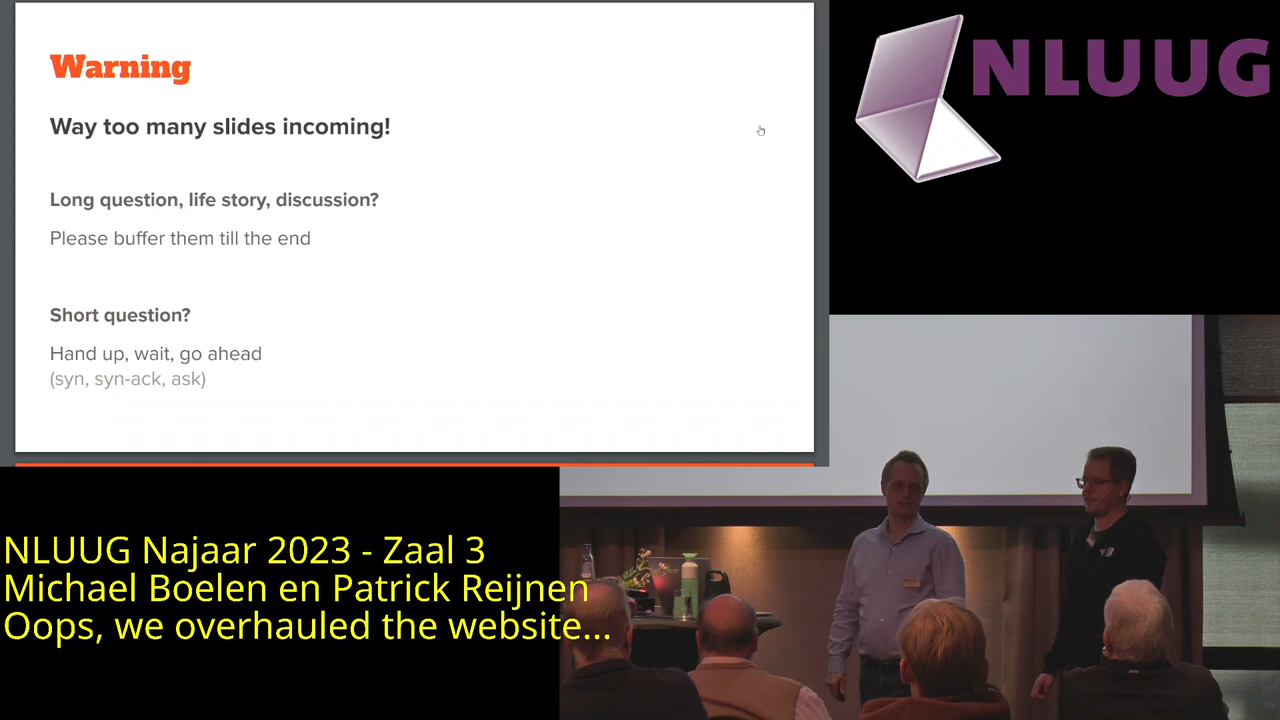 Warning
Way too many slides incoming!
Long question, life story, discussion?
Please buffer them till the end
Short question?
Hand up, wait, go ahead
(syn, syn-ack, ask)
NLUUG
NLUUG Najaar 2023 - Zaal 3
Michael Boelen en Patrick Reijnen
Oops, we overhauled the website...